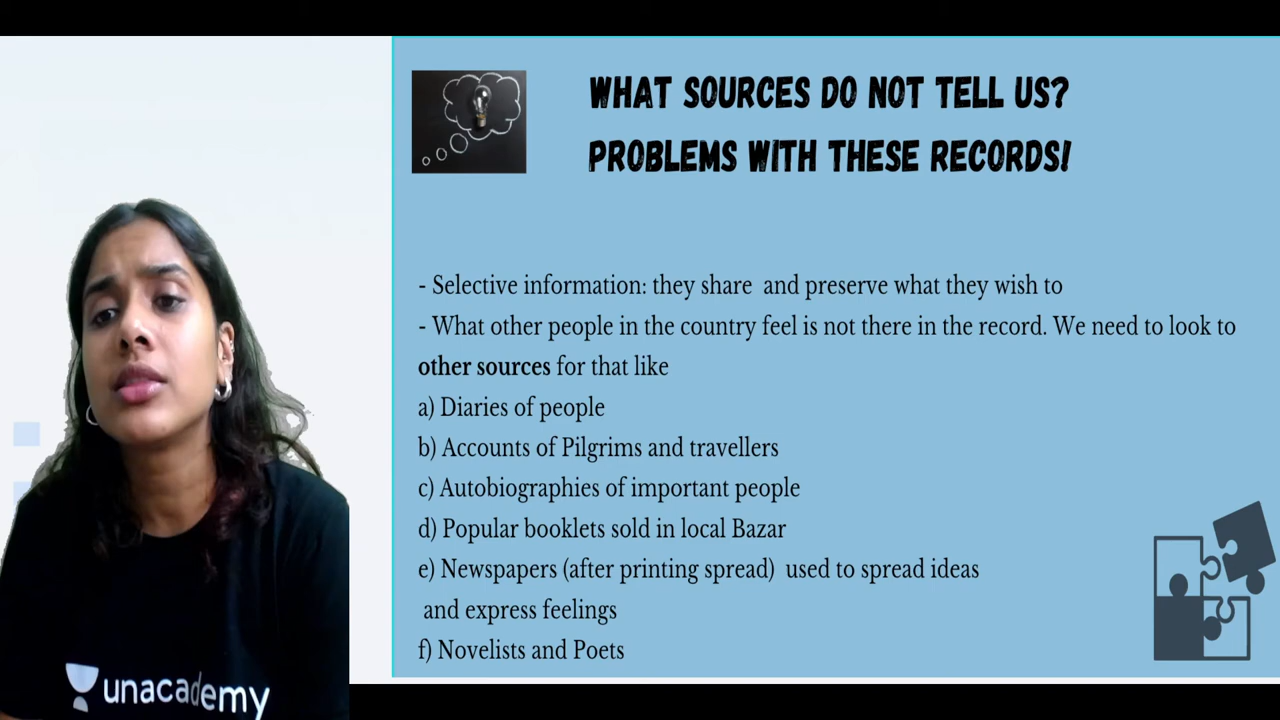 WHAT SOURCES DO NOT TELL US?
PROBLEMS WITH THESE RECORDS!
- Selective information: they share  and preserve what they wish to
- What other people in the country feel is not there in the record. We need to look to
other sources for that like
a) Diaries of people
b) Accounts of Pilgrims and travellers
c) Autobiographies of important people
d) Popular booklets sold in local Bazar
e) Newspapers (after printing spread)  used to spread ideas
and express feelings
f) Novelists and Poets
unacademy